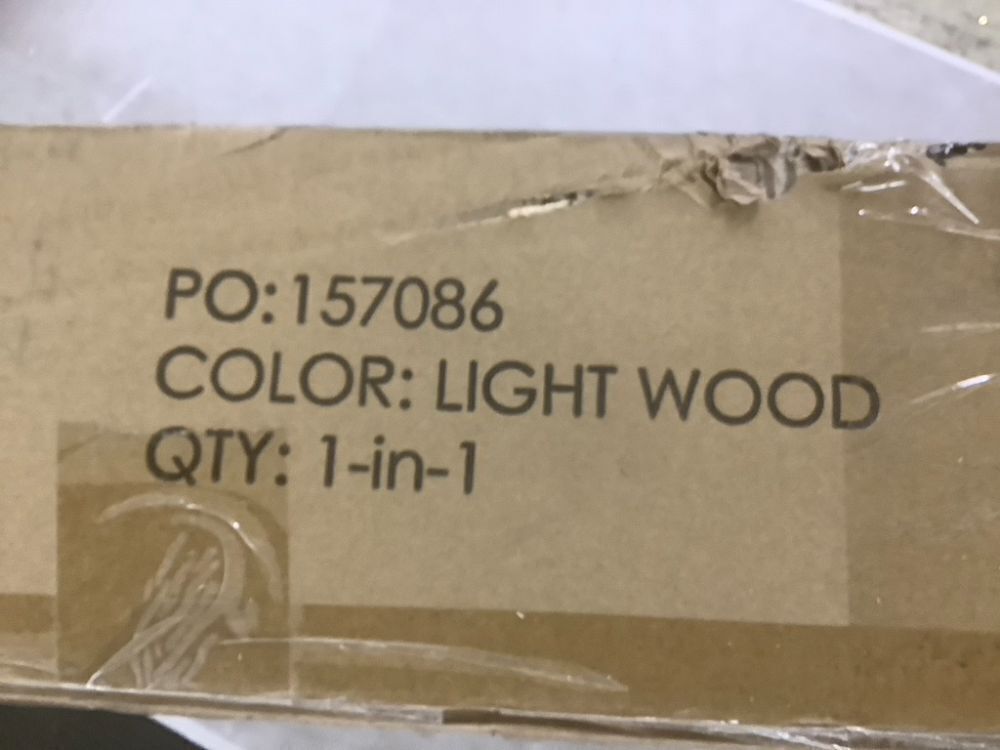 PO:157086
COLOR: LIGHT WOOD
QTY: 1-in-1